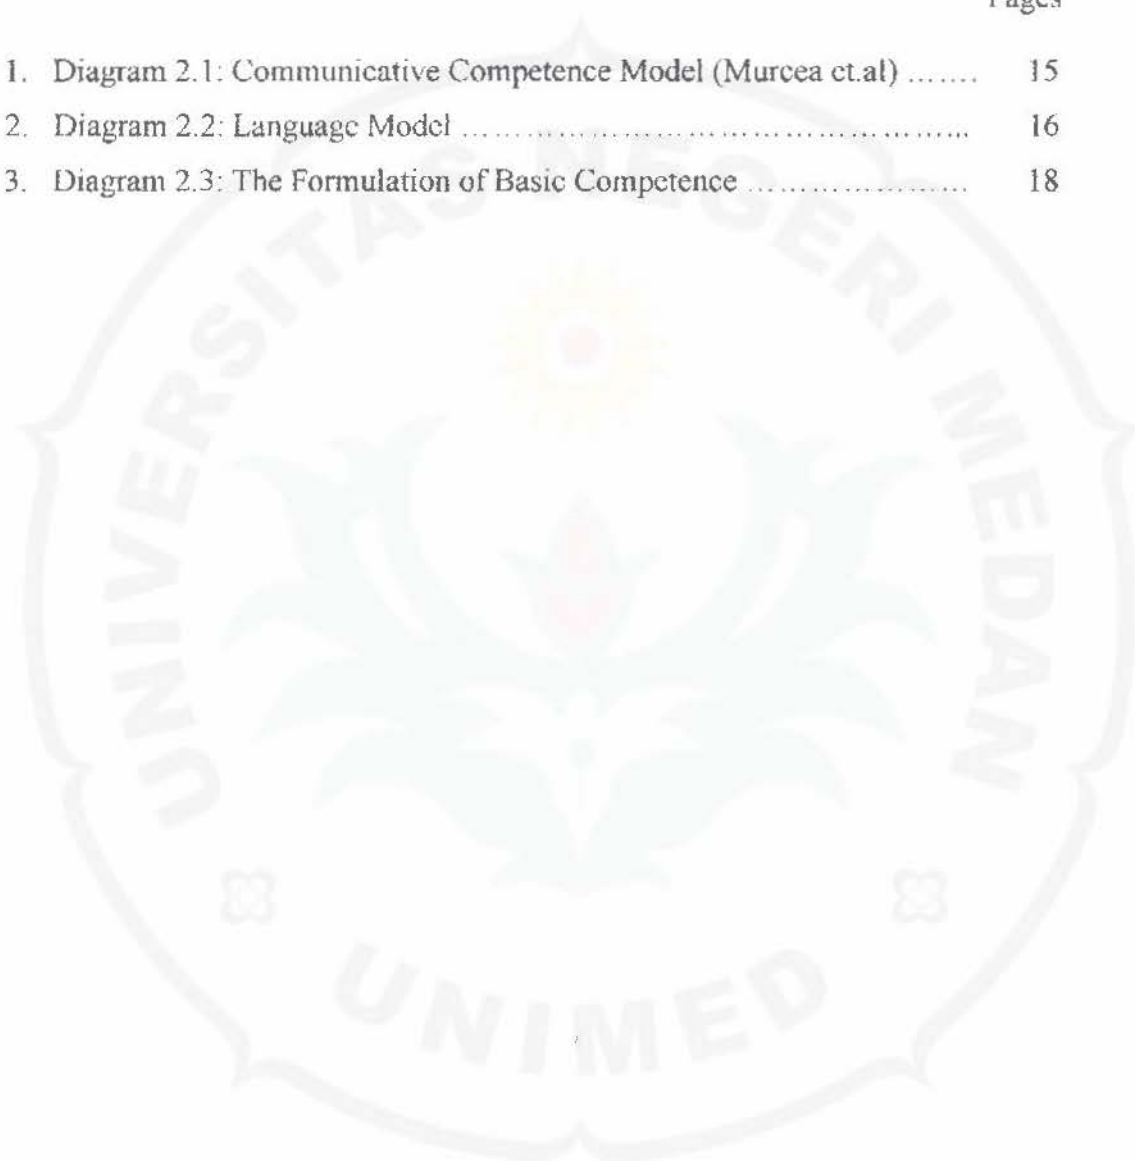 Pages
1. Diagram 2.1: Communicative Competence Model (Murcea et.al) ....... 15
2. Diagram 2.2: Language Model .................................................... 16
3. Diagram 2.3: The Formulation of Basic Competence ..................... 18
UNIVERSITAS NEGERI MEDAN
UNIMED